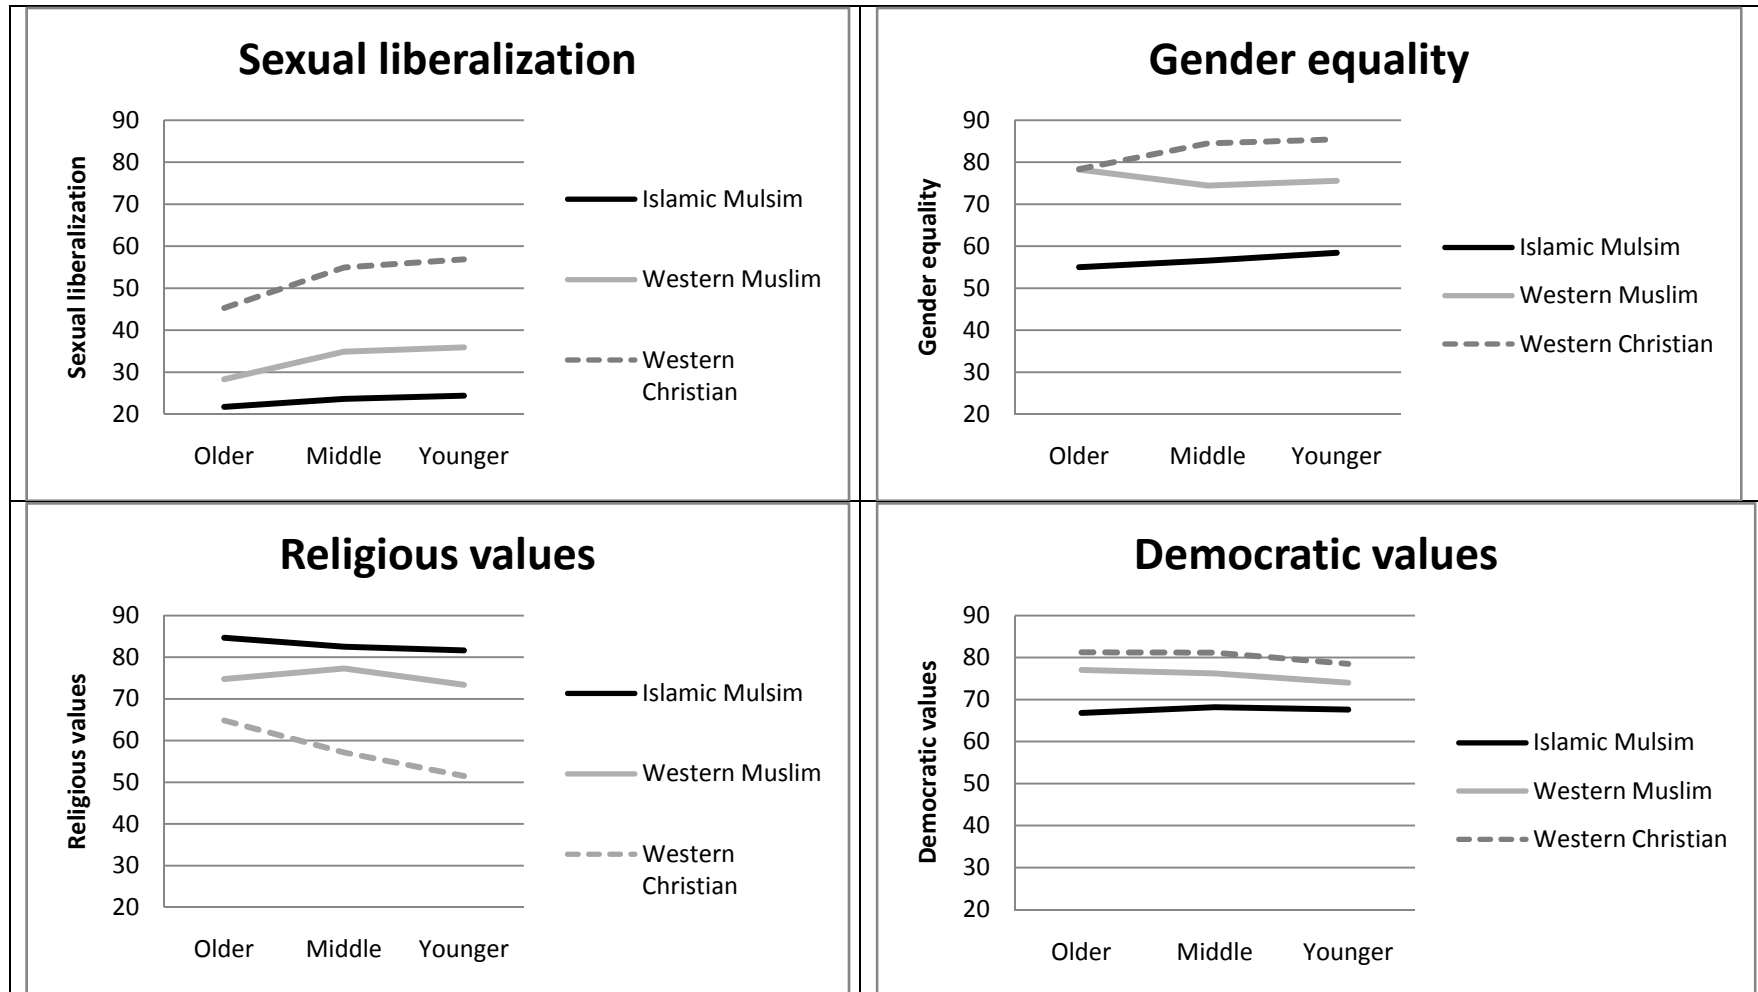 Sexual liberalization
90
80
70
60
50
40
30
20
Sexual liberalization
Older Middle Younger
Islamic Mulsim
Western Muslim
Western
Christian
Gender equality
90
80
70
60
50
40
30
20
Gender equality
Older Middle Younger
Islamic Mulsim
Western Muslim
Western Christian
Religious values
90
80
70
60
50
40
30
20
Religious values
Older Middle Younger
Islamic Mulsim
Western Muslim
Western
Christian
Democratic values
90
80
70
60
50
40
30
20
Democratic values
Older Middle Younger
Islamic Mulsim
Western Muslim
Western Christian